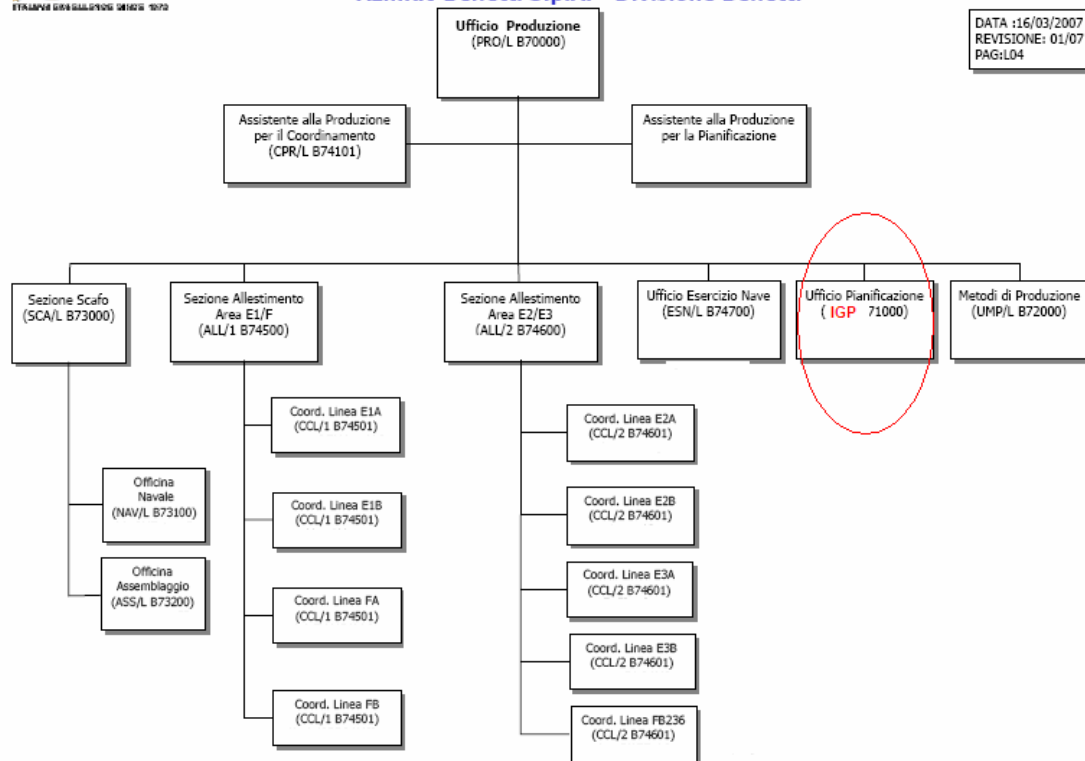 ITALIAN EXCELLENCE SINCE 1873
DATA :16/03/2007
REVISIONE: 01/07
PAG:L04
Ufficio Produzione
(PRO/L B70000)
Assistente alla Produzione
per il Coordinamento
(CPR/L B74101)
Assistente alla Produzione
per la Pianificazione
Sezione Scafo
(SCA/L B73000)
Sezione Allestimento
Area E1/F
(ALL/1 B74500)
Sezione Allestimento
Area E2/E3
(ALL/2 B74600)
Ufficio Esercizio Nave
(ESN/L B74700)
Ufficio Pianificazione
( IGP 71000)
Metodi di Produzione
(UMP/L B72000)
Officina
Navale
(NAV/L B73100)
Officina
Assemblaggio
(ASS/L B73200)
Coord. Linea E1A
(CCL/1 B74501)
Coord. Linea E1B
(CCL/1 B74501)
Coord. Linea FA
(CCL/1 B74501)
Coord. Linea FB
(CCL/1 B74501)
Coord. Linea E2A
(CCL/2 B74601)
Coord. Linea E2B
(CCL/2 B74601)
Coord. Linea E3A
(CCL/2 B74601)
Coord. Linea E3B
(CCL/2 B74601)
Coord. Linea FB236
(CCL/2 B74601)